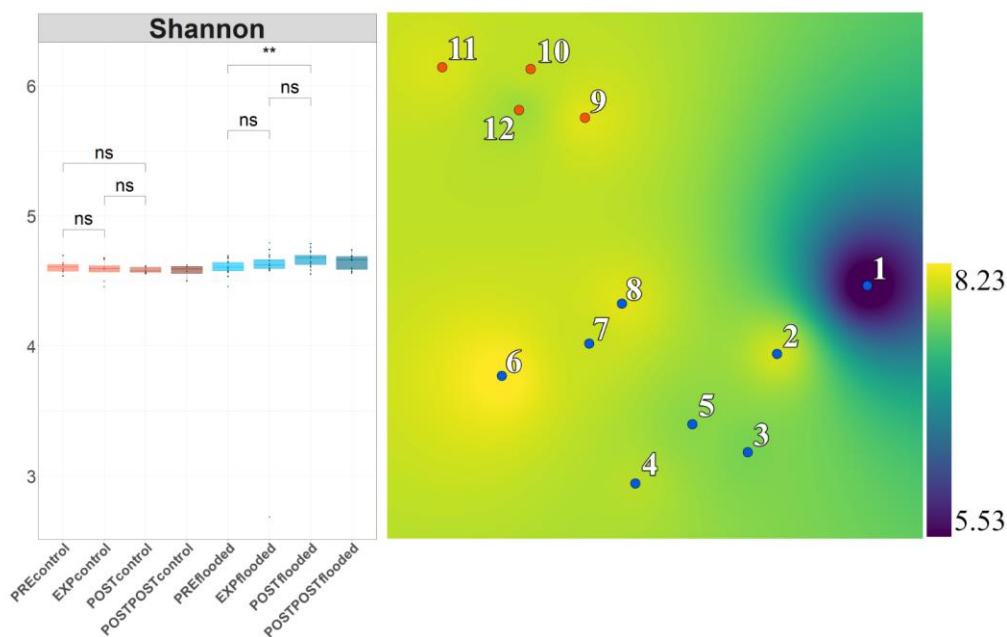 Shannon
**
ns
ns
ns
ns
ns
6
5
4
3
PREcontrol
EXPcontrol
POSTcontrol
POSTPOSTcontrol
PREflooded
EXPflooded
POSTflooded
POSTPOSTflooded
11
10
9
12
1
8
2
7
6
5
3
4
8.23
5.53